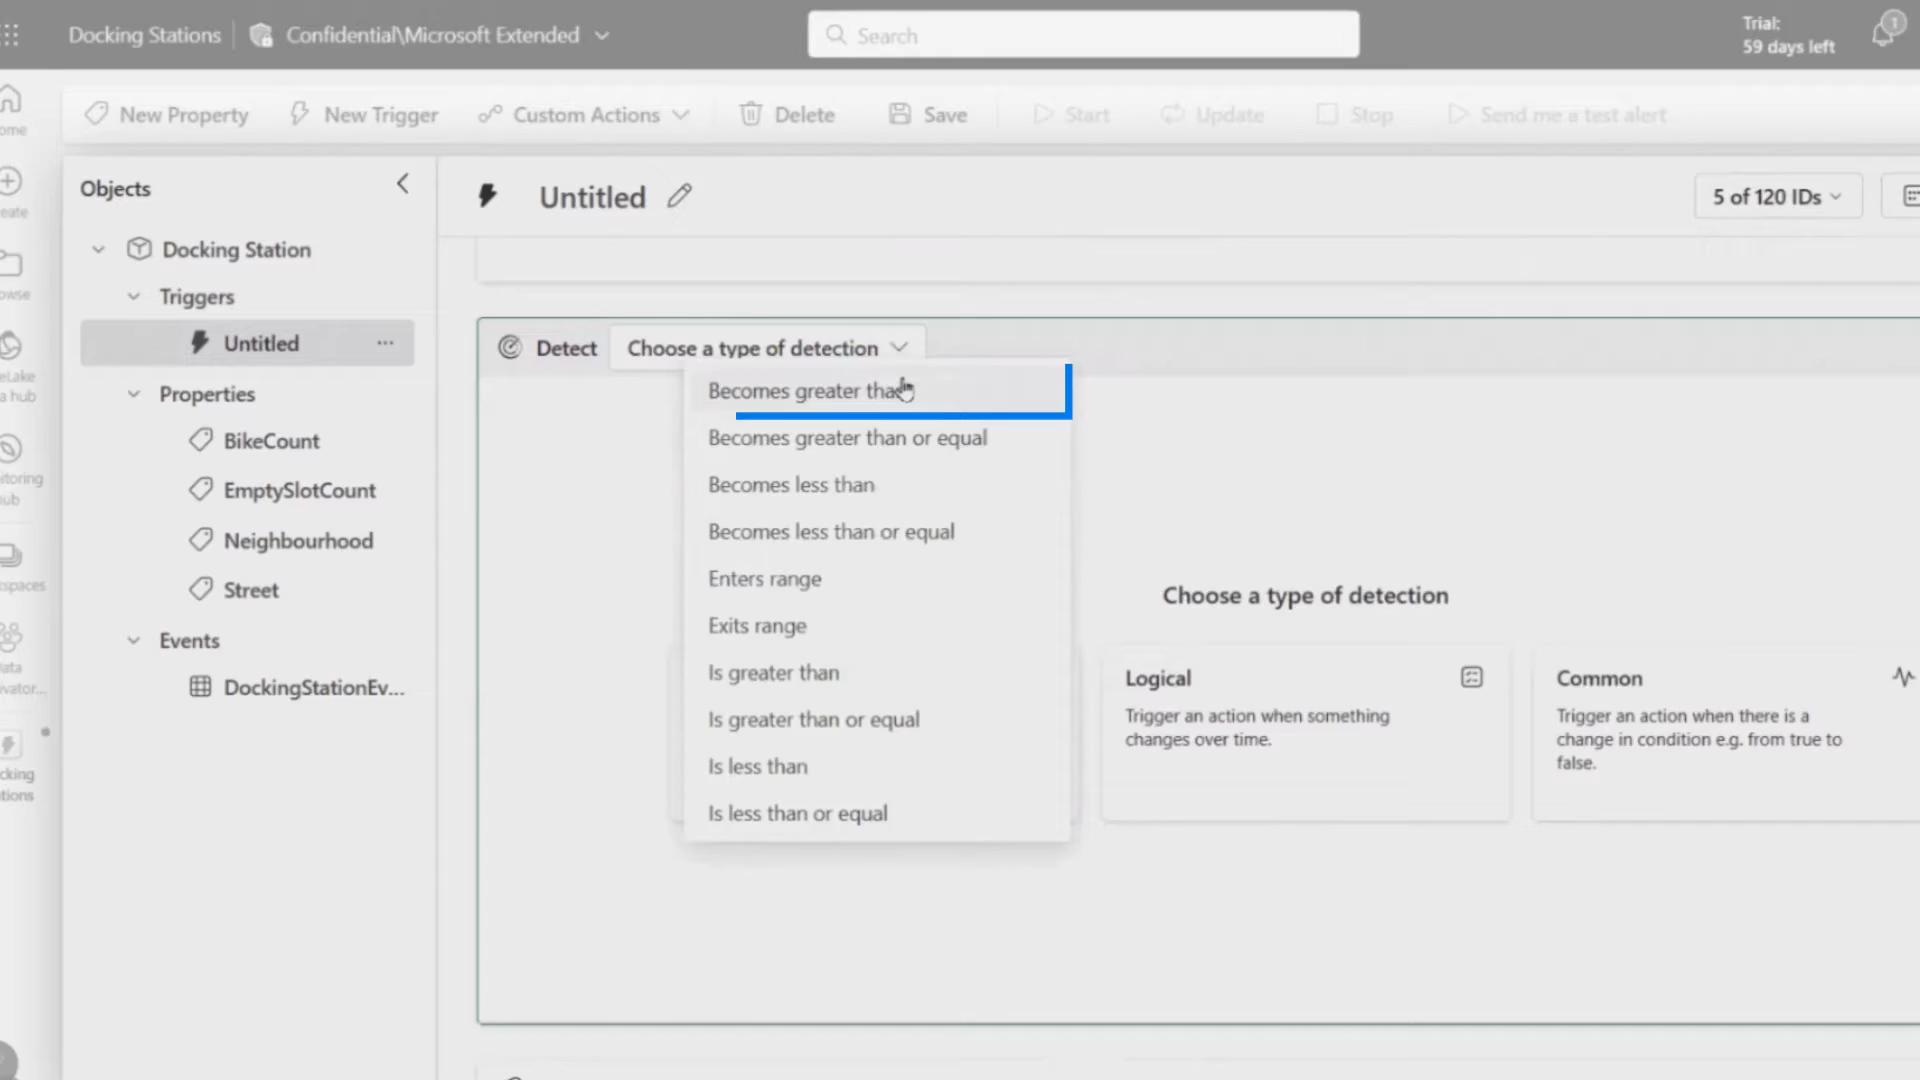 Docking Stations
Confidential\Microsoft Extended
Search
Trial:
59 days left
1
New Property
New Trigger
Custom Actions
Delete
Save
Start
Update
Stop
Send me a test alert
Objects
Docking Station
Triggers
Untitled
Properties
BikeCount
EmptySlotCount
Neighbourhood
Street
Events
DockingStationEv...
Untitled
5 of 120 IDs
Detect
Choose a type of detection
Becomes greater than
Becomes greater than or equal
Becomes less than
Becomes less than or equal
Enters range
Exits range
Is greater than
Is greater than or equal
Is less than
Is less than or equal
Choose a type of detection
Logical
Trigger an action when something
changes over time.
Common
Trigger an action when there is a
change in condition e.g. from true to
false.